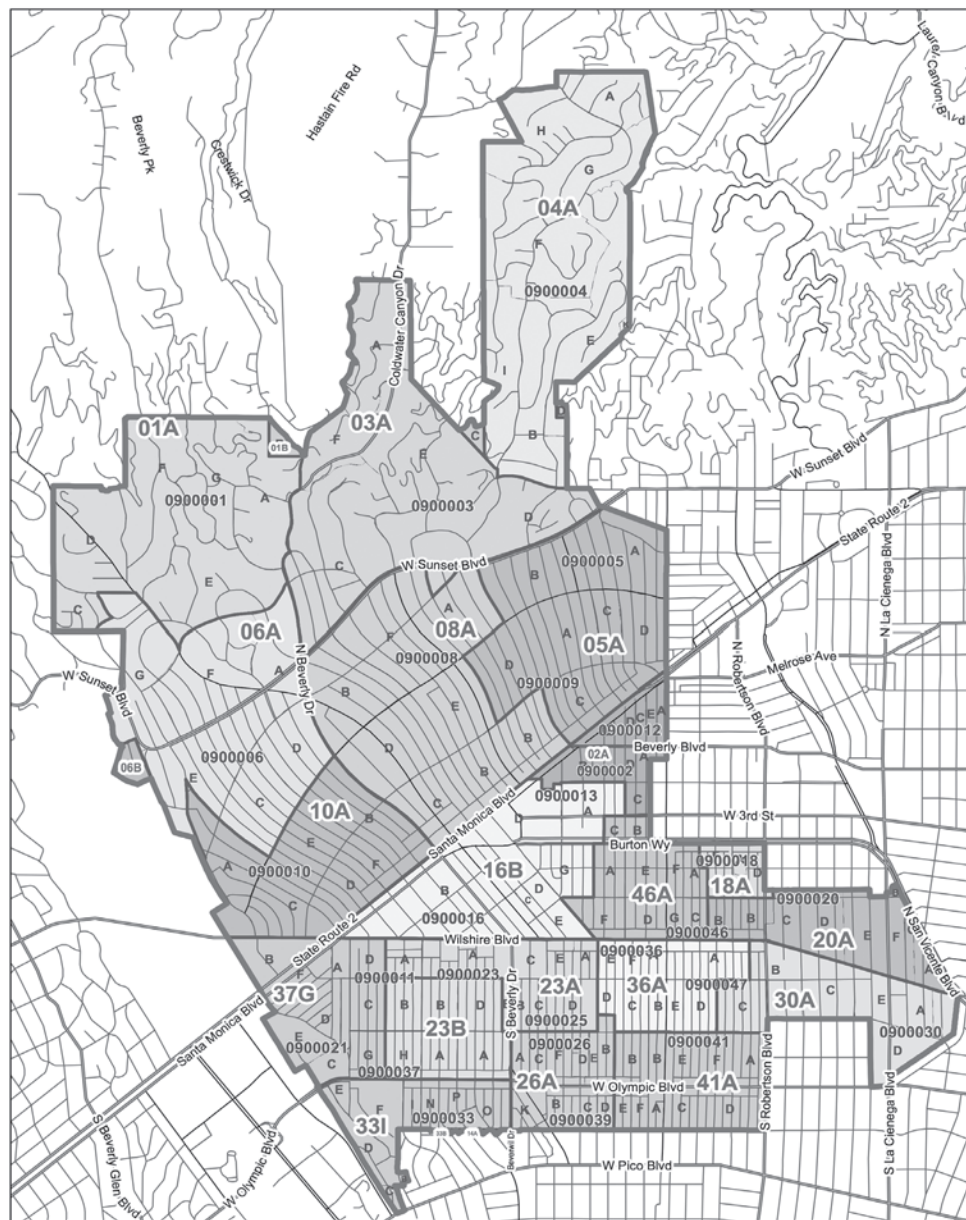 Laurel Canyon Blvd
Hastain Fire Rd
Beverly Pk
Crestwick Dr
A
H
G
04A
F
0900004
Coldwater Canyon Dr
E
A
I
D
03A
01A
F
C
B
01B
E
W Sunset Blvd
F
G
A
0900001
0900003
State Route 2
D
D
N La Cienega Blvd
A
0900005
B
W Sunset Blvd
C
E
C
A
C
06A
08A
F
A
D
05A
N Beverly Dr
0900008
N Robertson Blvd
Melrose Ave
G
F
A
D
W Sunset Blvd
B
0900009
E
C
E
A
0900012
D
D
B
Beverly Blvd
02A
0900006
06B
0900002
E
B
C
10A
C
0900013
C
B
Santa Monica Blvd
A
D
W 3rd St
E
C
B
Burton Wy
A
F
16B
G
A
E
F
A
0900018
D
0900010
D
B
D
46A
18A
C
C
0900020
0900016
E
F
D
G
C
B
B
C
D
E
F
State Route 2
0900046
20A
N San Vicente Blvd
Wilshire Blvd
0900036
B
A
D
A
C
E
A
E
F
A
F
0900011
0900023
B
37G
S Beverly Dr
23A
36A
0900047
30A
E
A
D
C
B
B
D
B
C
D
D
C
B
E
D
C
23B
0900025
Santa Monica Blvd
E
0900021
0900026
0900041
0900030
D
C
G
H
A
A
A
C
F
D
E
B
B
B
E
F
A
0900037
26A
W Olympic Blvd
41A
S Robertson Blvd
E
F
N
P
O
K
B
C
D
E
F
A
C
D
33I
0900033
0900039
33B
14A
D
S Beverly Glen Blvd
W Olympic Blvd
Beverwil Dr
W Pico Blvd
S La Cienega Blvd